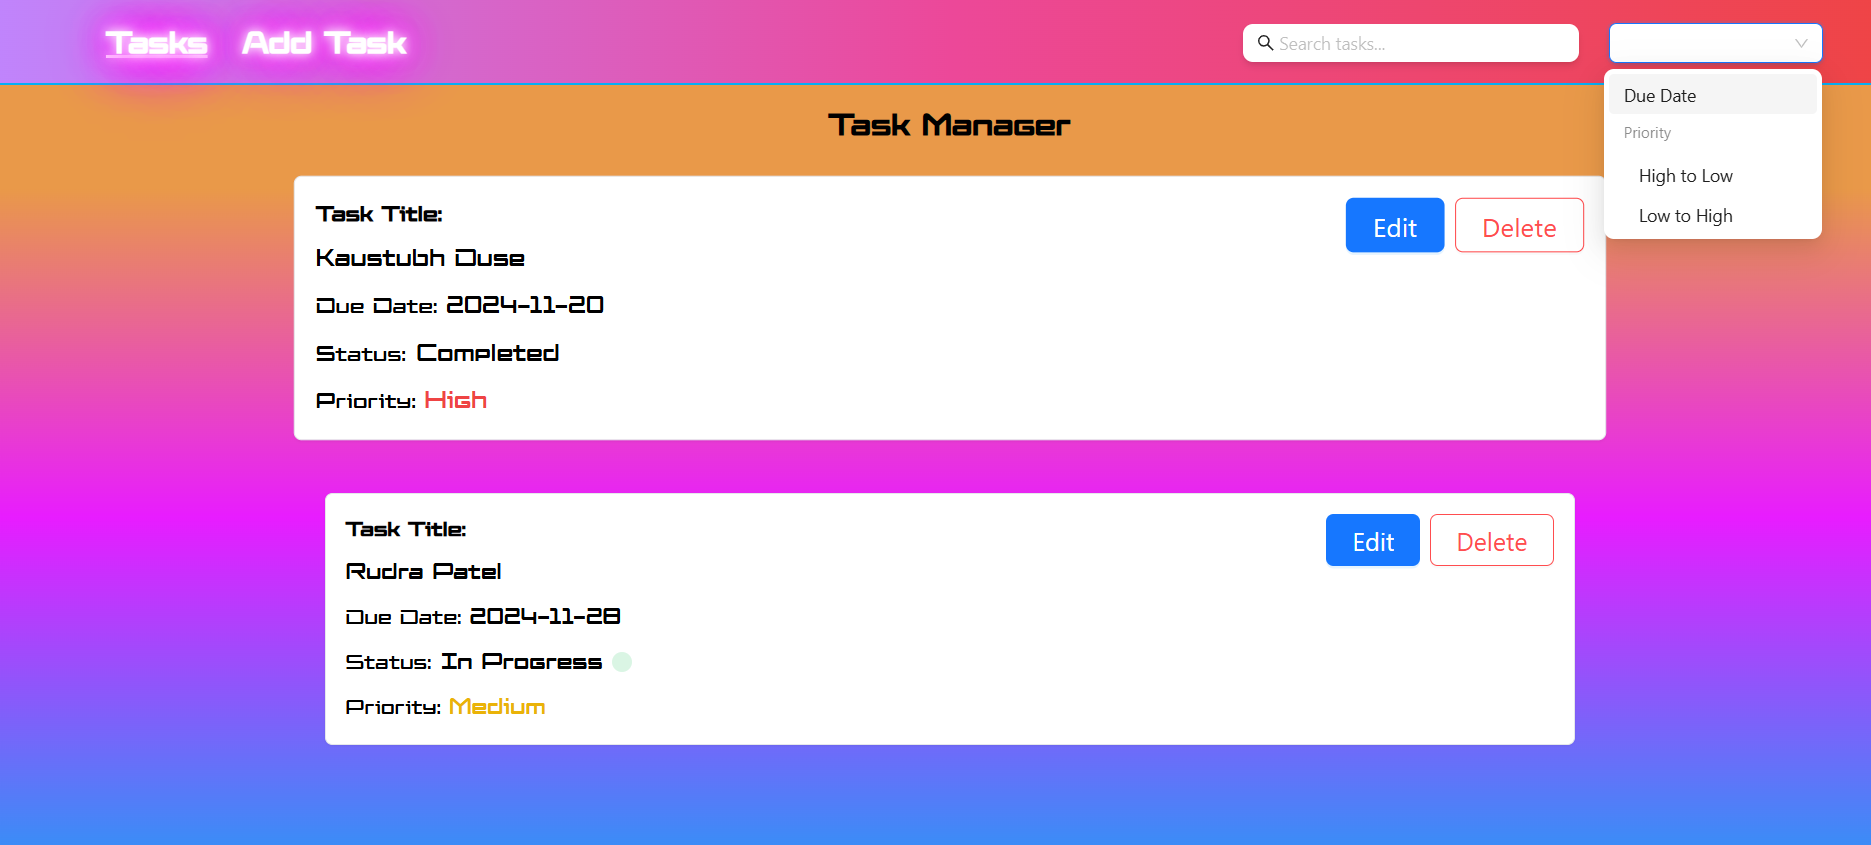 Tasks Add Task Search tasks...
Due Date
Priority
High to Low
Low to High
Task Manager
Task Title: Edit Delete
Kaustubh Duse
Due Date: 2024-11-20
Status: Completed
Priority: High
Task Title: Edit Delete
Rudra Patel
Due Date: 2024-11-28
Status: In Progress
Priority: Medium